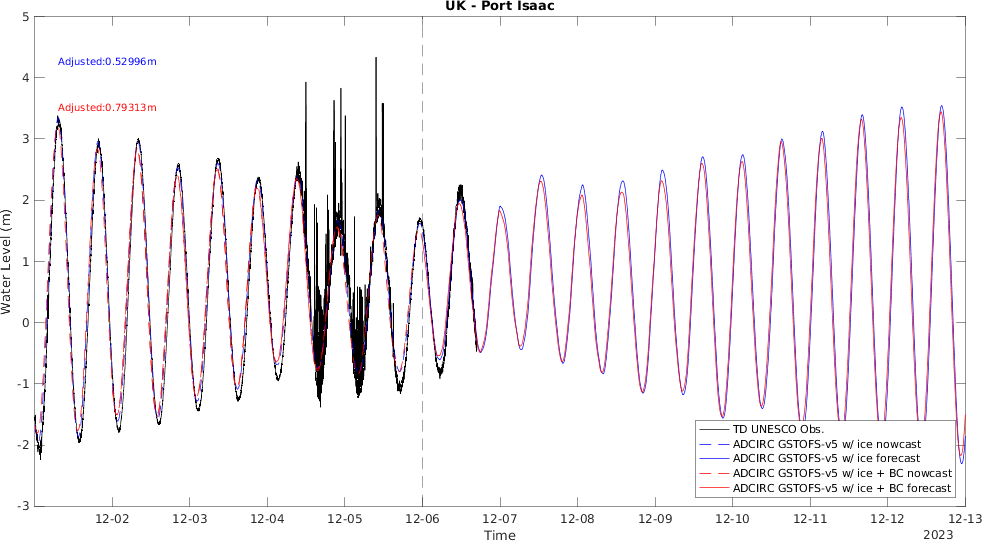 UK - Port Isaac
5
4
3
2
1
0
-1
-2
-3
Water Level (m)
Adjusted:0.52996m
Adjusted:0.79313m
TD UNESCO Obs.
ADCIRC GSTOFS-v5 w/ ice nowcast
ADCIRC GSTOFS-v5 w/ ice forecast
ADCIRC GSTOFS-v5 w/ ice + BC nowcast
ADCIRC GSTOFS-v5 w/ ice + BC forecast
12-02 12-03 12-04 12-05 12-06 12-07 12-08 12-09 12-10 12-11 12-12 12-13
Time
2023